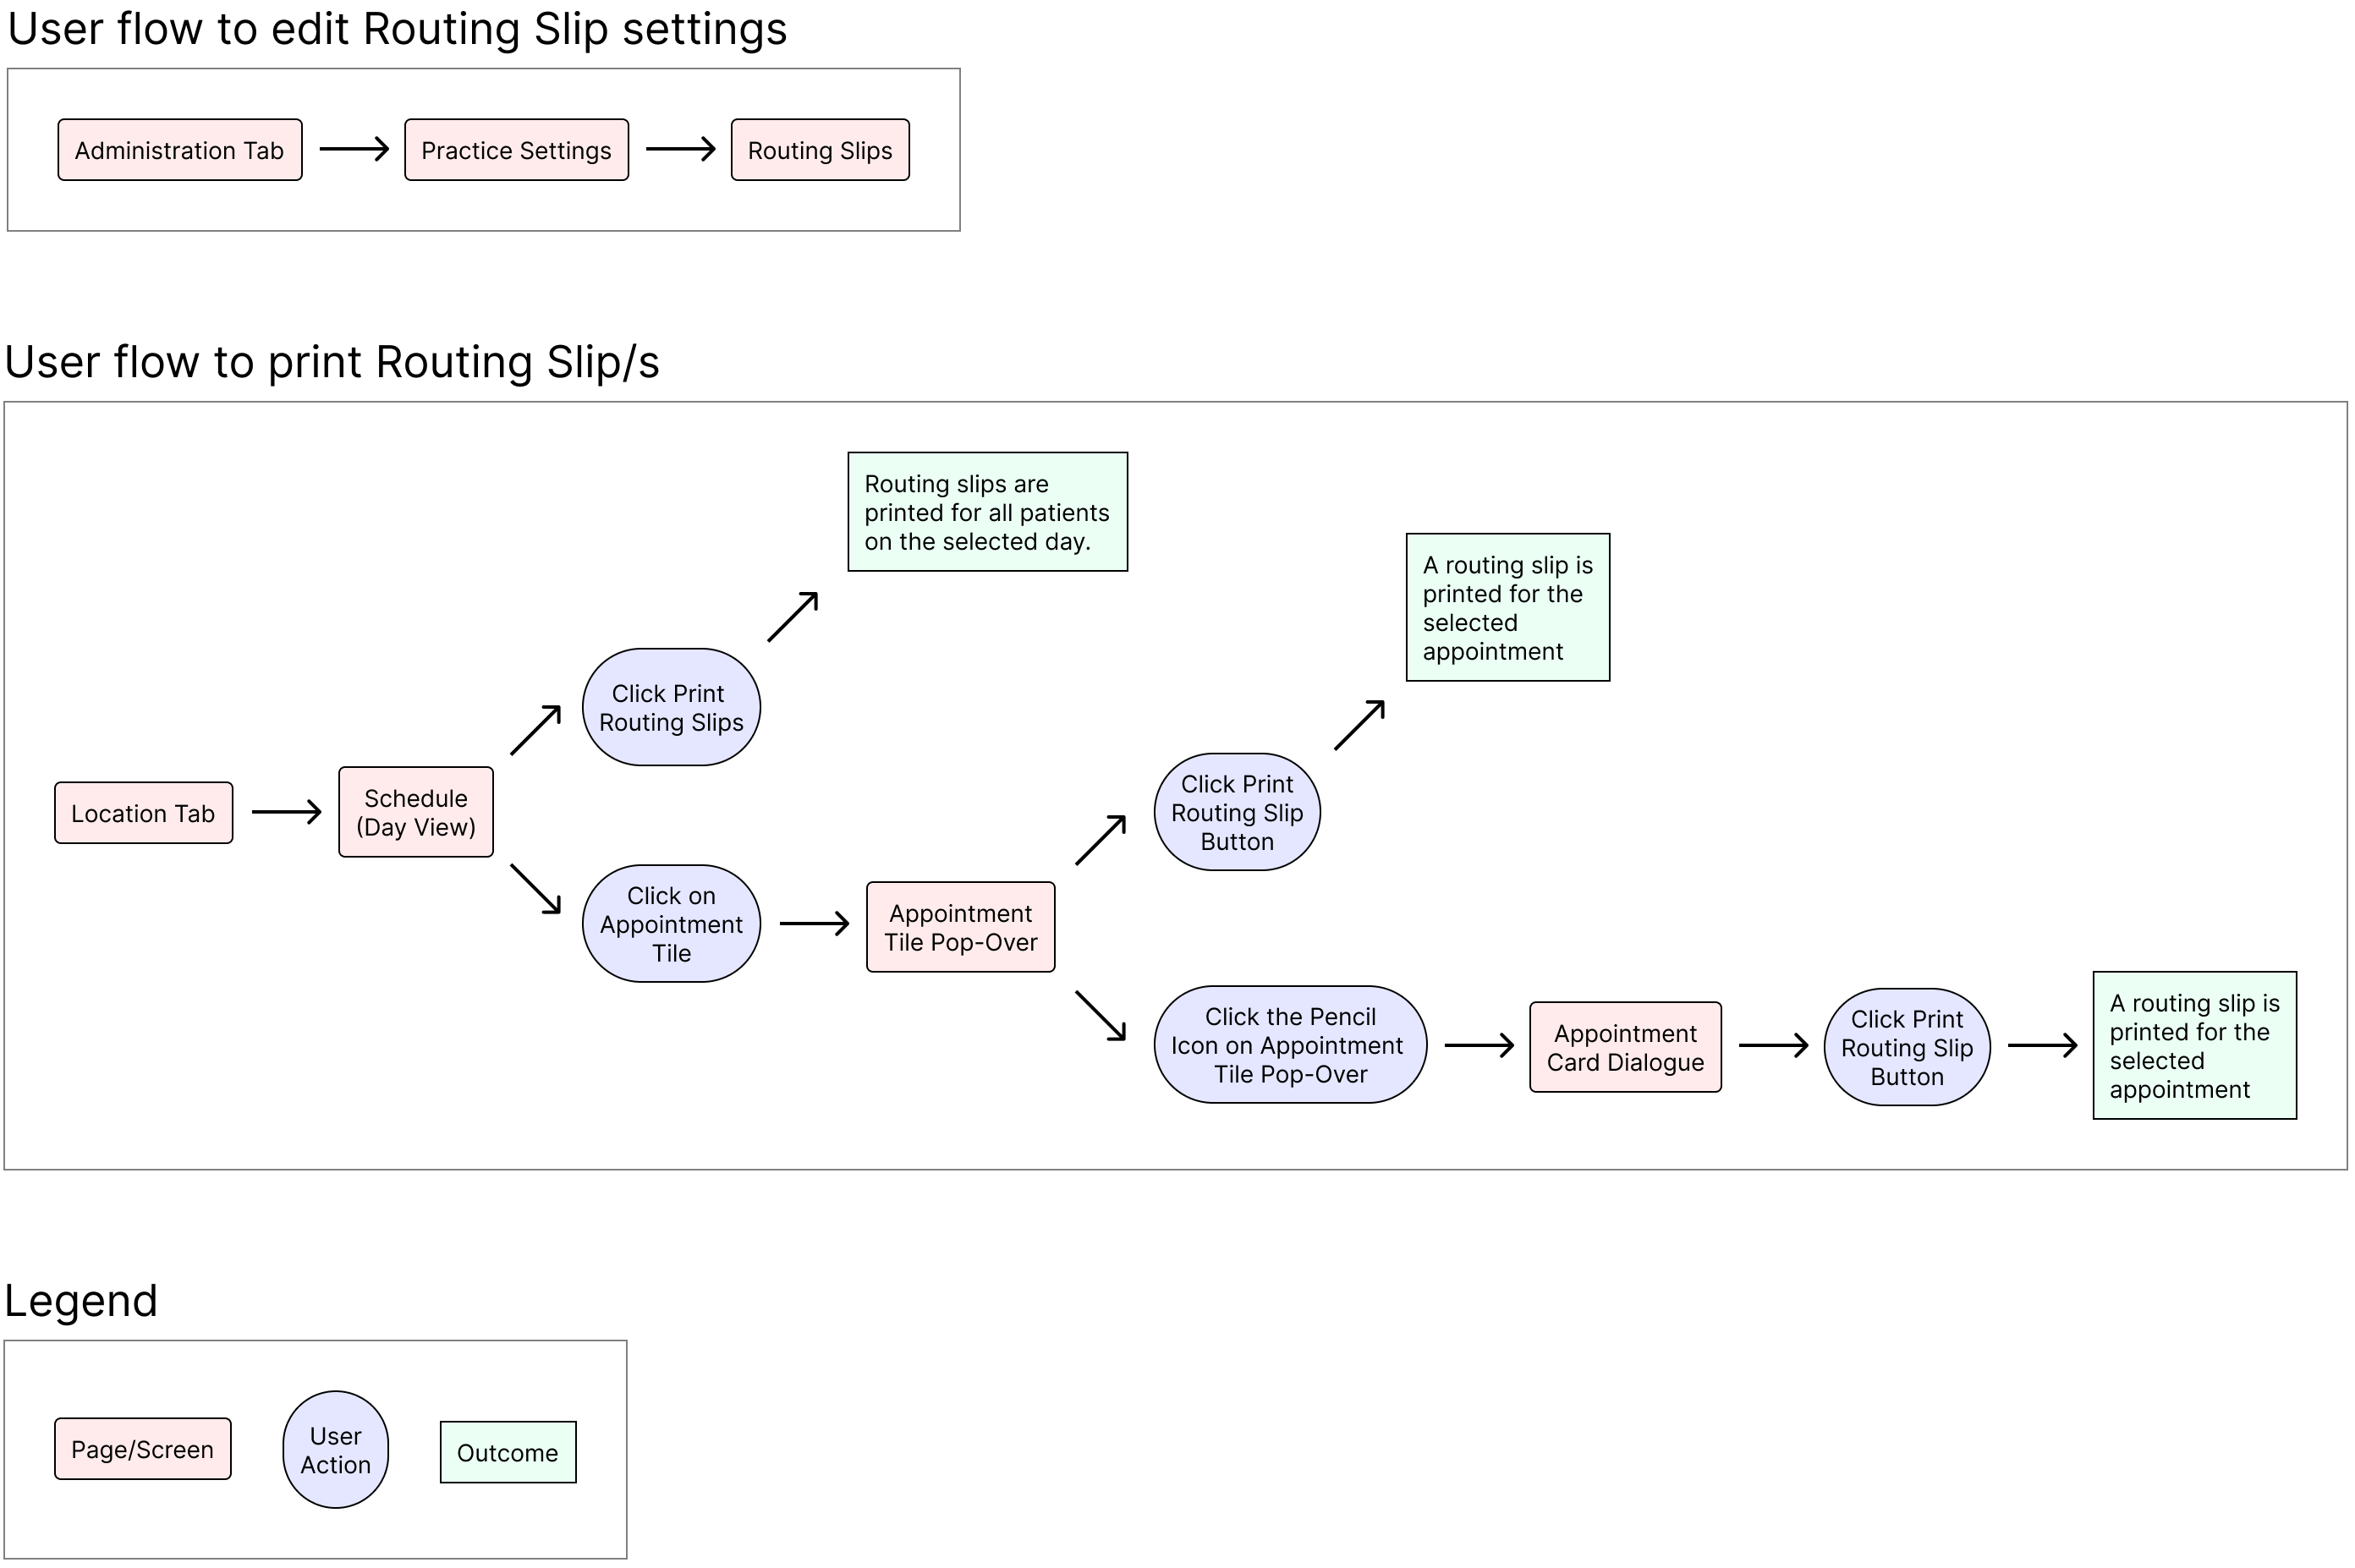 User flow to edit Routing Slip settings
Administration Tab
Practice Settings
Routing Slips
User flow to print Routing Slip/s
Location Tab
Schedule
(Day View)
Click Print
Routing Slips
Routing slips are
printed for all patients
on the selected day.
Click on
Appointment
Tile
Appointment
Tile Pop-Over
Click Print
Routing Slip
Button
A routing slip is
printed for the
selected
appointment
Click the Pencil
Icon on Appointment
Tile Pop-Over
Appointment
Card Dialogue
Click Print
Routing Slip
Button
A routing slip is
printed for the
selected
appointment
Legend
Page/Screen
User
Action
Outcome